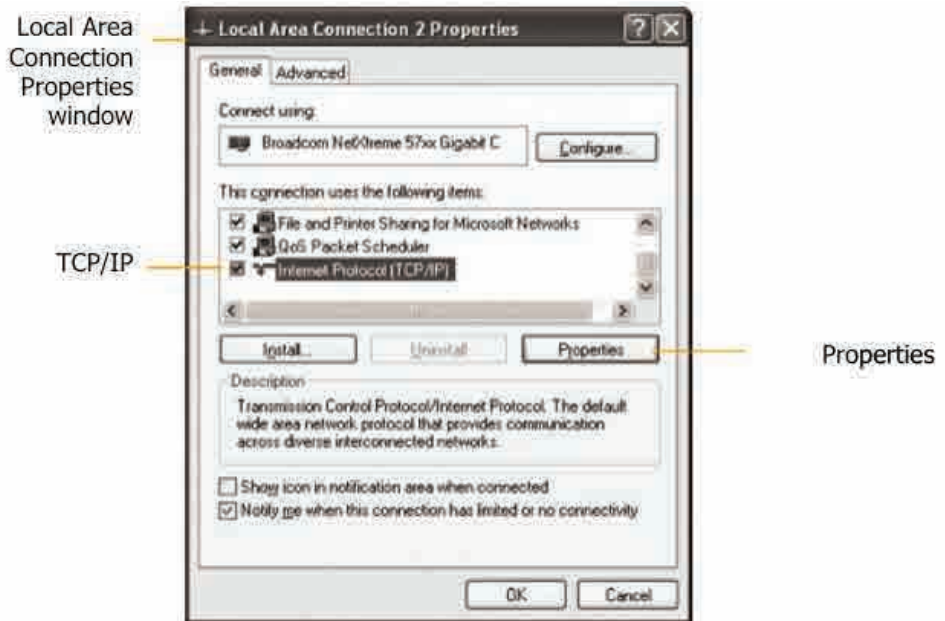 Local Area
Connection
Properties
window
Local Area Connection 2 Properties
General
Advanced
Connect using:
Broadcom NetXtreme 57xx Gigabit C
Configure...
This connection uses the following items:
File and Printer Sharing for Microsoft Networks
QoS Packet Scheduler
TCP/IP
Internet Protocol (TCP/IP)
Install...
Uninstall
Properties
Properties
Description
Transmission Control Protocol/Internet Protocol. The default
wide area network protocol that provides communication
across diverse interconnected networks.
Show icon in notification area when connected
Notify me when this connection has limited or no connectivity
OK
Cancel